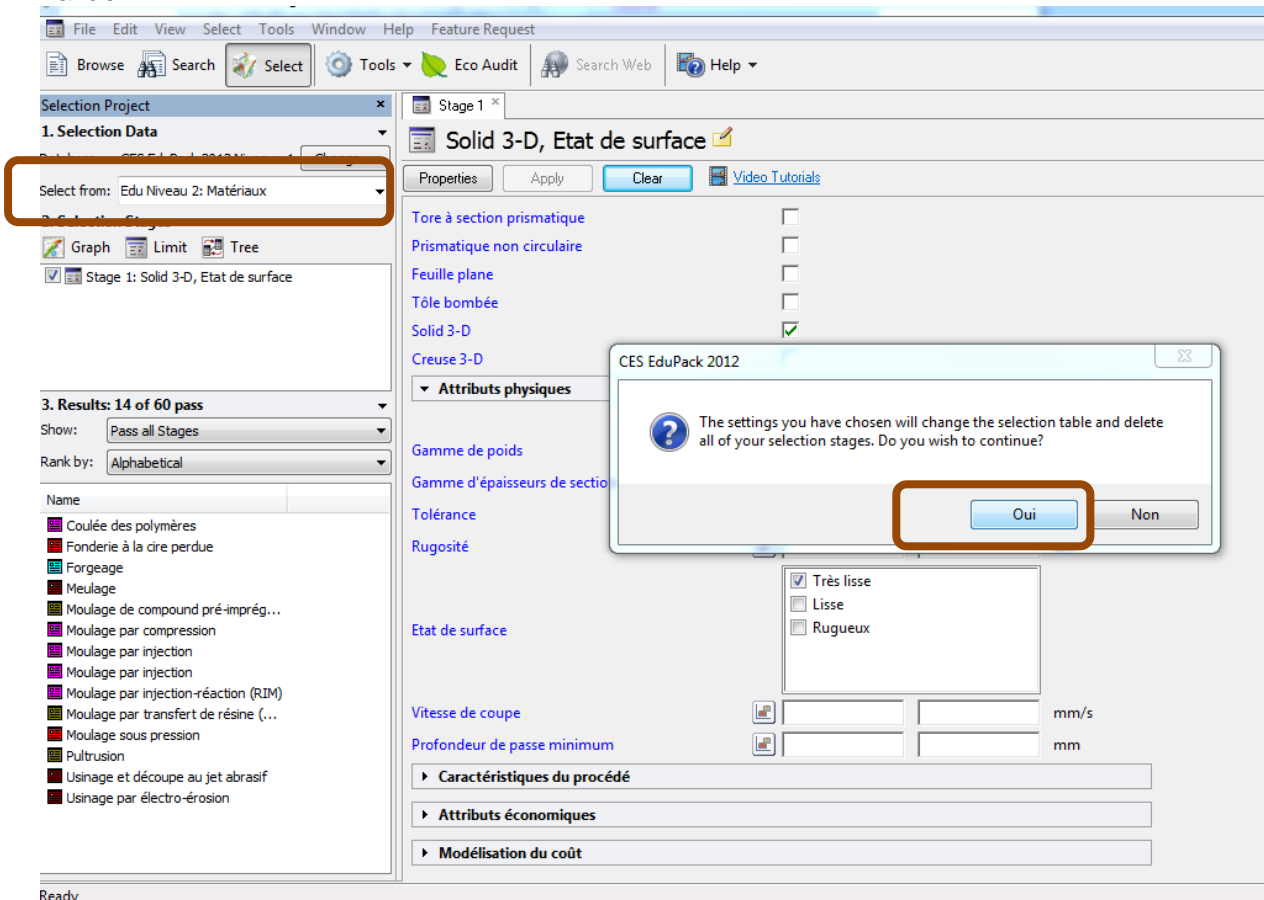 File Edit View Select Tools Window Help Feature Request
Browse Search Select Tools Eco Audit Search Web Help
Selection Project
1. Selection Data
Select from: Edu Niveau 2: Matériaux
Graph Limit Tree
Stage 1: Solid 3-D, Etat de surface
3. Results: 14 of 60 pass
Show: Pass all Stages
Rank by: Alphabetical
Name
Coulée des polymères
Fonderie à la cire perdue
Forgeage
Meulage
Moulage de compound pré-imprég...
Moulage par compression
Moulage par injection
Moulage par injection
Moulage par injection-réaction (RIM)
Moulage par transfert de résine (...
Moulage sous pression
Pultrusion
Usinage et découpe au jet abrasif
Usinage par électro-érosion
Ready
Stage 1
Solid 3-D, Etat de surface
Properties Apply Clear Video Tutorials
Tore à section prismatique
Prismatique non circulaire
Feuille plane
Tôle bombée
Solid 3-D
Creuse 3-D
Attributs physiques
Gamme de poids
Gamme d'épaisseurs de sectio
Tolérance
Rugosité
Etat de surface
Très lisse
Lisse
Rugueux
Vitesse de coupe mm/s
Profondeur de passe minimum mm
Caractéristiques du procédé
Attributs économiques
Modélisation du coût
CES EduPack 2012
The settings you have chosen will change the selection table and delete
all of your selection stages. Do you wish to continue?
Oui Non